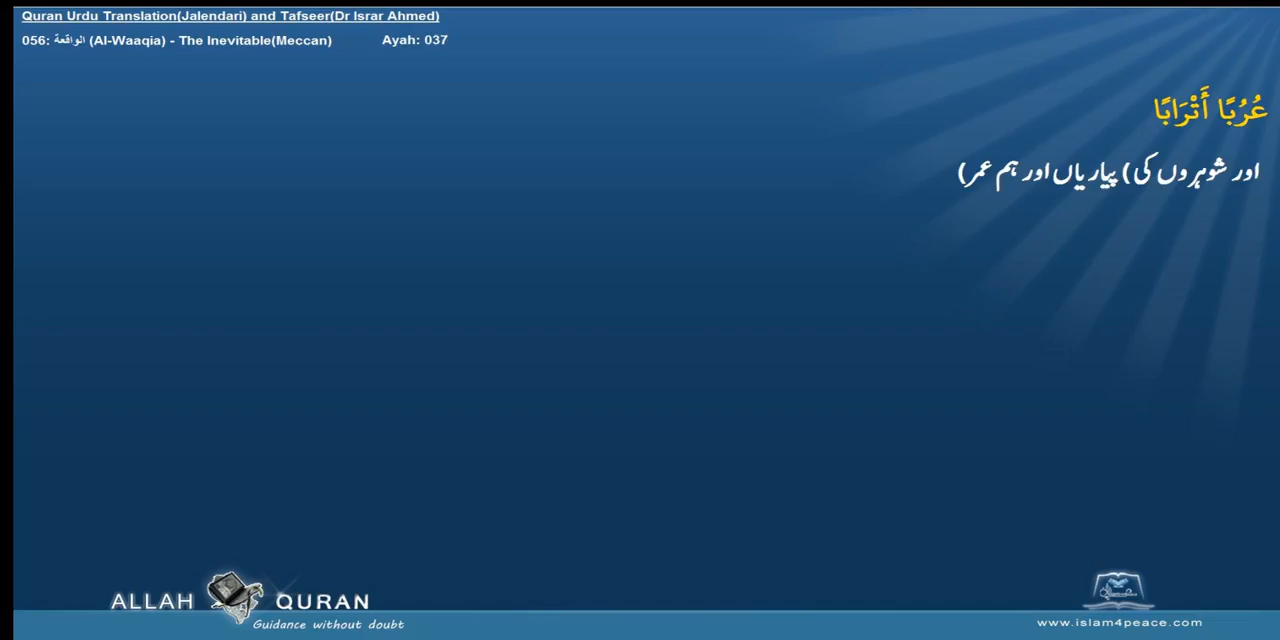 Quran Urdu Translation(Jalendari) and Tafseer(Dr Israr Ahmed)
056: الواقعة (Al-Waaqia) - The Inevitable(Meccan) Ayah: 037
عُرُبًا أَتْرَابًا
اور شوہروں کی) پیاریاں اور ہم عمر)
ALLAH QURAN
Guidance without doubt
www.islam4peace.com